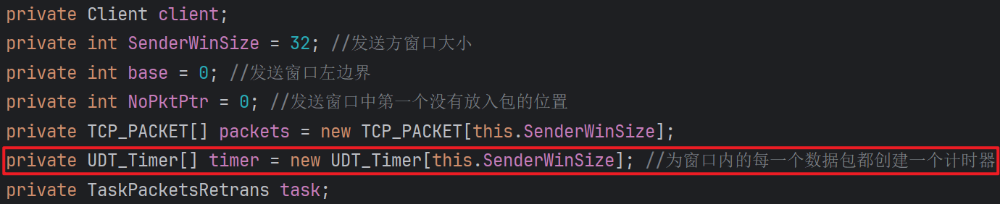 private Client client;
private int SenderWinSize = 32; //发送方窗口大小
private int base = 0; //发送窗口左边界
private int NoPktPtr = 0; //发送窗口中第一个没有放入包的位置
private TCP_PACKET[] packets = new TCP_PACKET[this.SenderWinSize];
private UDT_Timer[] timer = new UDT_Timer[this.SenderWinSize]; //为窗口内的每一个数据包都创建一个计时器
private TaskPacketsRetrans task;